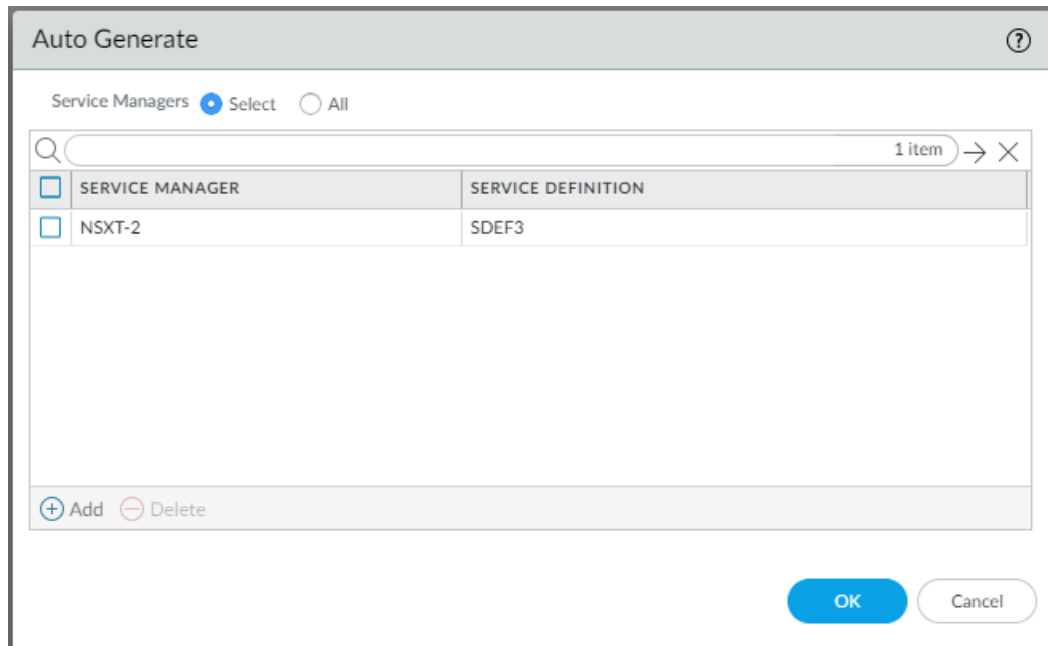 Auto Generate
Service Managers Select All
1 item
SERVICE MANAGER SERVICE DEFINITION
NSXT-2 SDEF3
Add Delete
OK Cancel